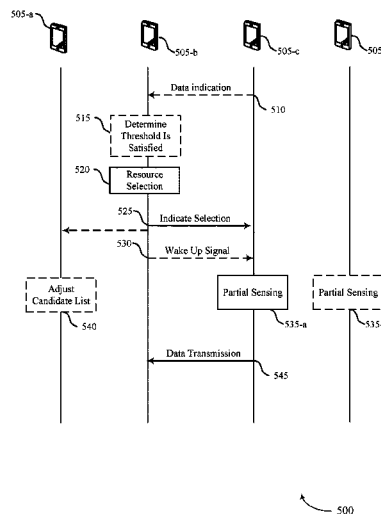 505-a
505-b
505-c
505
Data indication
510
515
Determine
Threshold Is
Satisfied
520
Resource
Selection
525
Indicate Selection
530
Wake Up Signal
Adjust
Candidate List
540
Partial Sensing
535-a
Partial Sensing
535-
Data Transmission
545
500